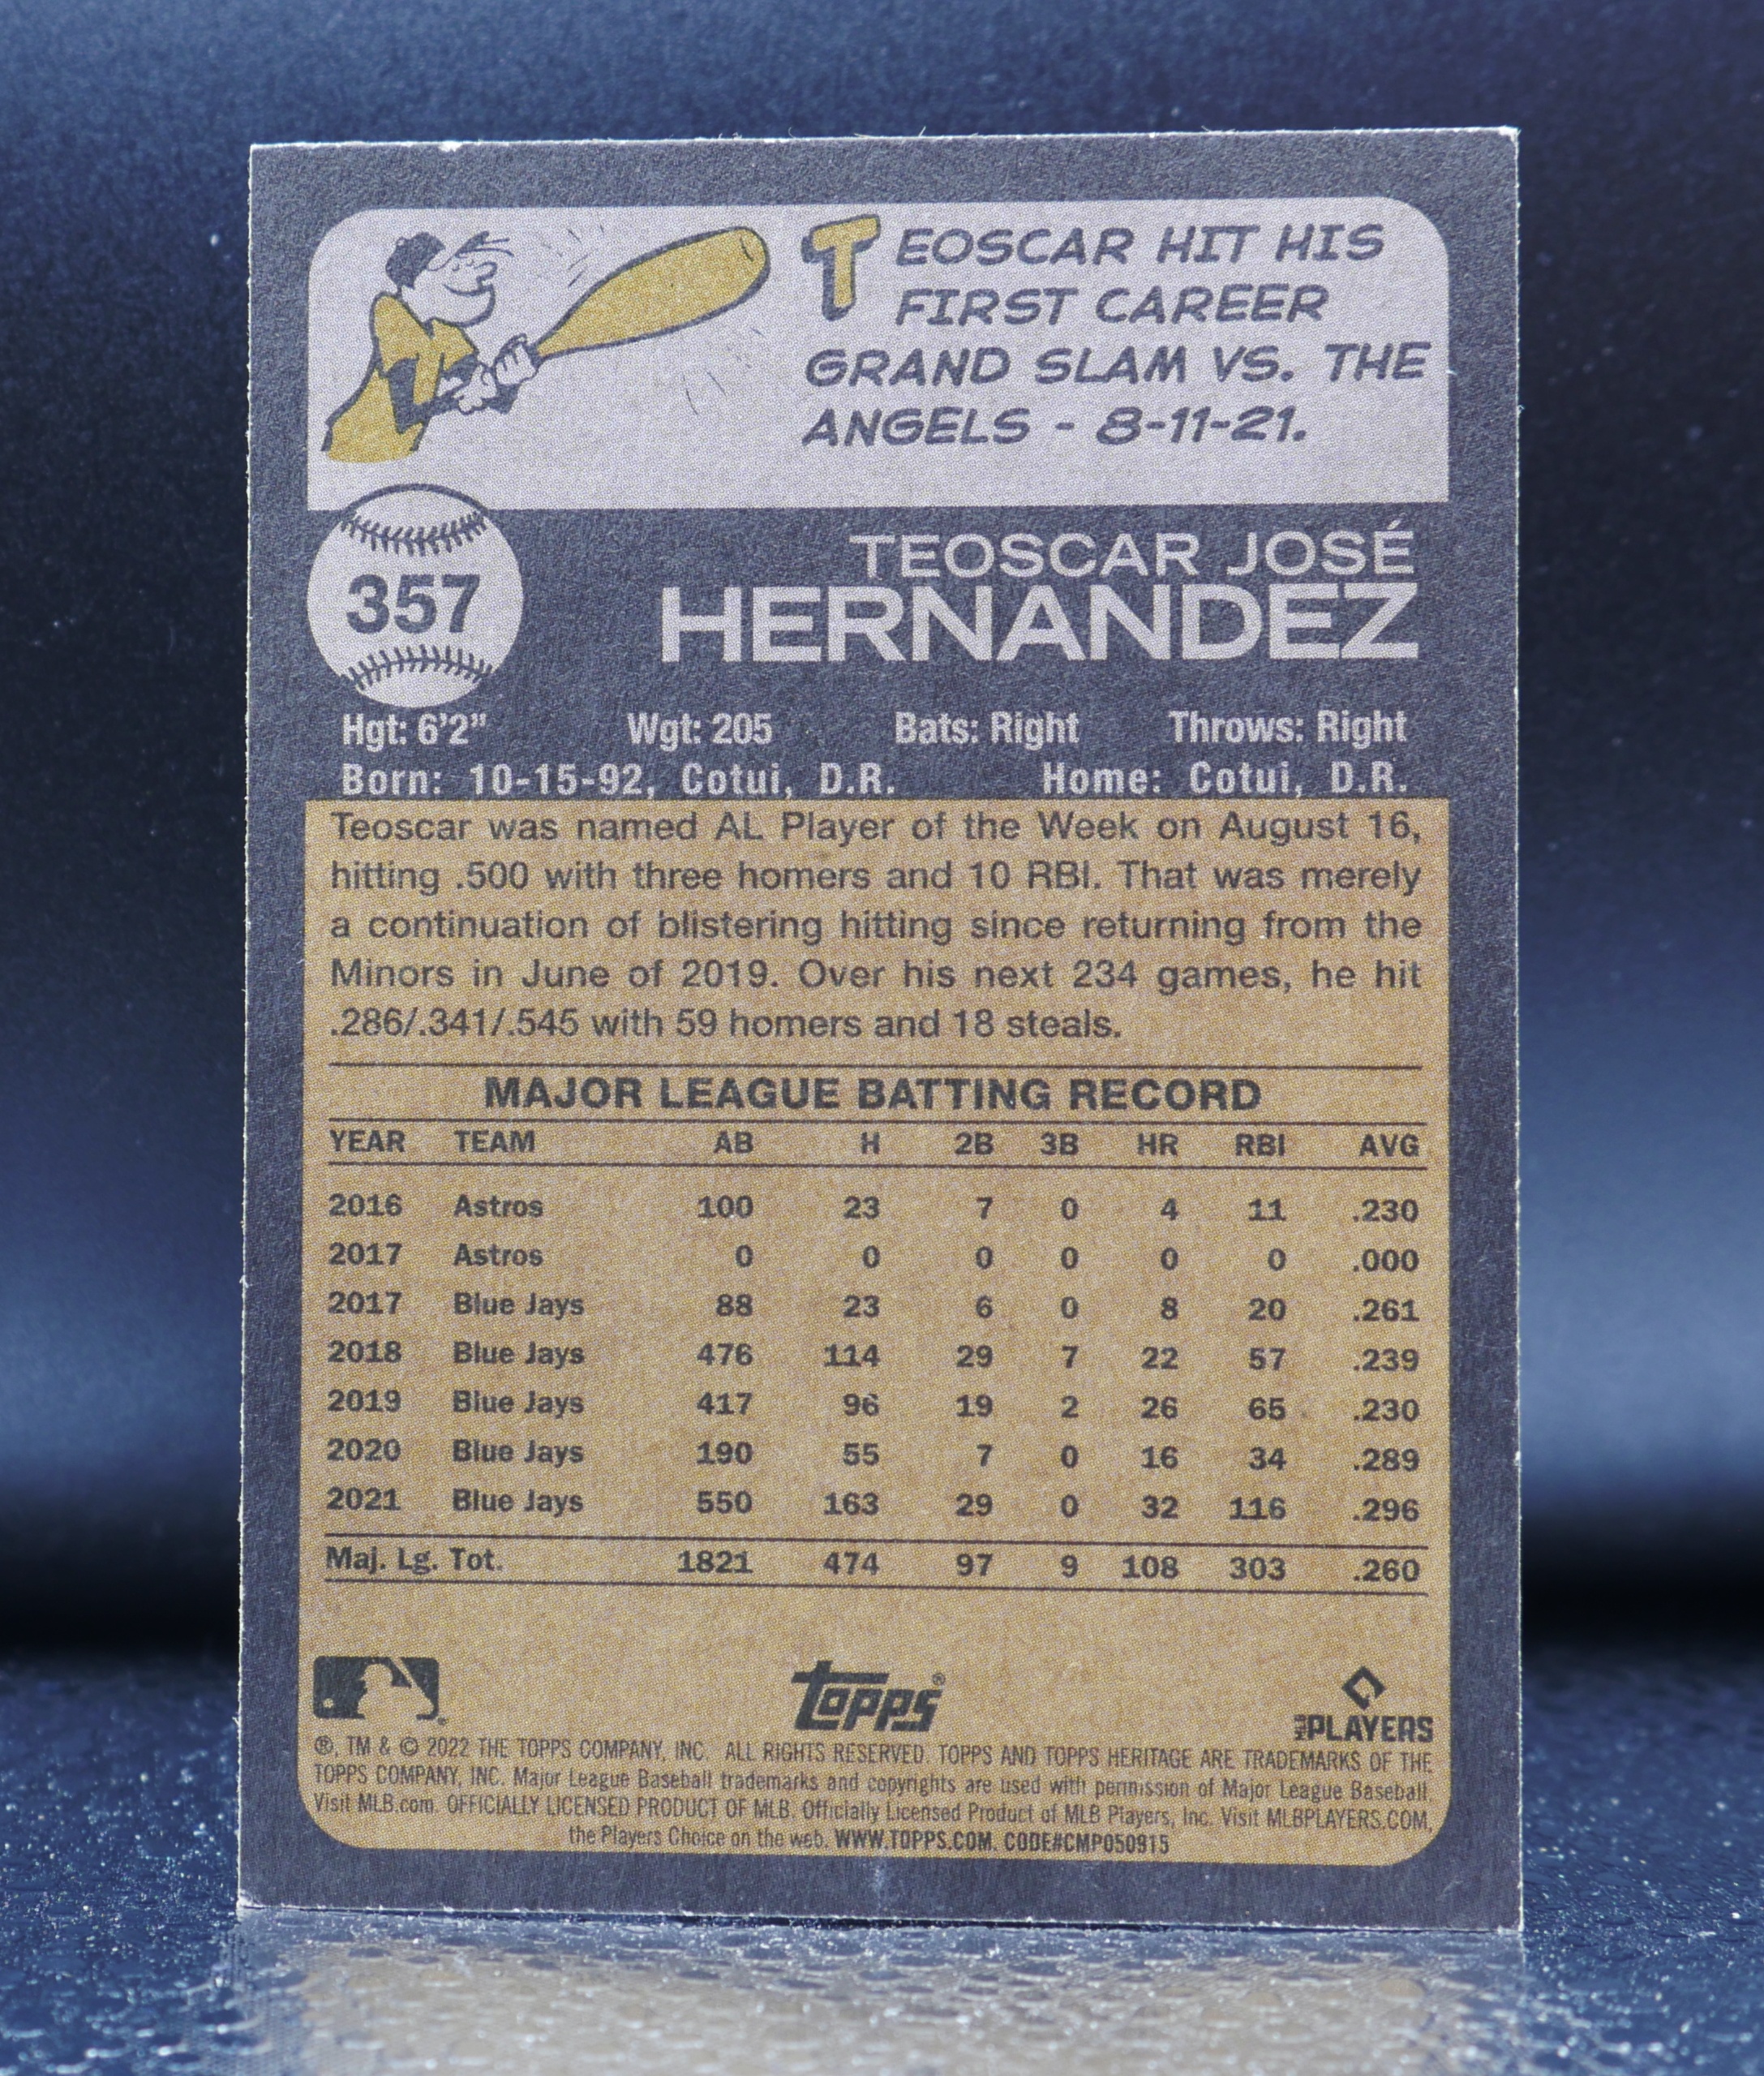 TEOSCAR HIT HIS
FIRST CAREER
GRAND SLAM VS. THE
ANGELS - 8-11-21.
357
TEOSCAR JOSÉ
HERNANDEZ
Hgt: 6'2" Wgt: 205 Bats: Right Throws: Right
Born: 10-15-92, Cotui, D.R. Home: Cotui, D.R.
Teoscar was named AL Player of the Week on August 16,
hitting .500 with three homers and 10 RBI. That was merely
a continuation of blistering hitting since returning from the
Minors in June of 2019. Over his next 234 games, he hit
.286/.341/.545 with 59 homers and 18 steals.
MAJOR LEAGUE BATTING RECORD
YEAR TEAM AB H 2B 3B HR RBI AVG
2016 Astros 100 23 7 0 4 11 .230
2017 Astros 0 0 0 0 0 0 .000
2017 Blue Jays 88 23 6 0 8 20 .261
2018 Blue Jays 476 114 29 7 22 57 .239
2019 Blue Jays 417 96 19 2 26 65 .230
2020 Blue Jays 190 55 7 0 16 34 .289
2021 Blue Jays 550 163 29 0 32 116 .296
Maj. Lg. Tot. 1821 474 97 9 108 303 .260
topps®
MLB PLAYERS
®, TM & © 2022 THE TOPPS COMPANY, INC. ALL RIGHTS RESERVED. TOPPS AND TOPPS HERITAGE ARE TRADEMARKS OF THE
TOPPS COMPANY, INC. Major League Baseball trademarks and copyrights are used with permission of Major League Baseball.
Visit MLB.com. OFFICIALLY LICENSED PRODUCT OF MLB. Officially Licensed Product of MLB Players, Inc. Visit MLBPLAYERS.COM,
the Players Choice on the web. WWW.TOPPS.COM. CODE#CMP050915